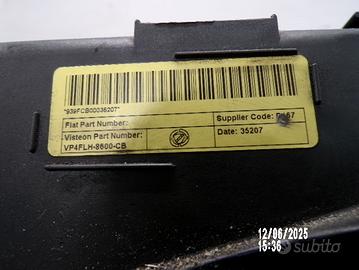 *939FCB00036207*
Fiat Part Number:
Supplier Code:
Visteon Part Number:
Date: 35207
VP4FLH-8600-CB
12/06/2025
15:36
subito